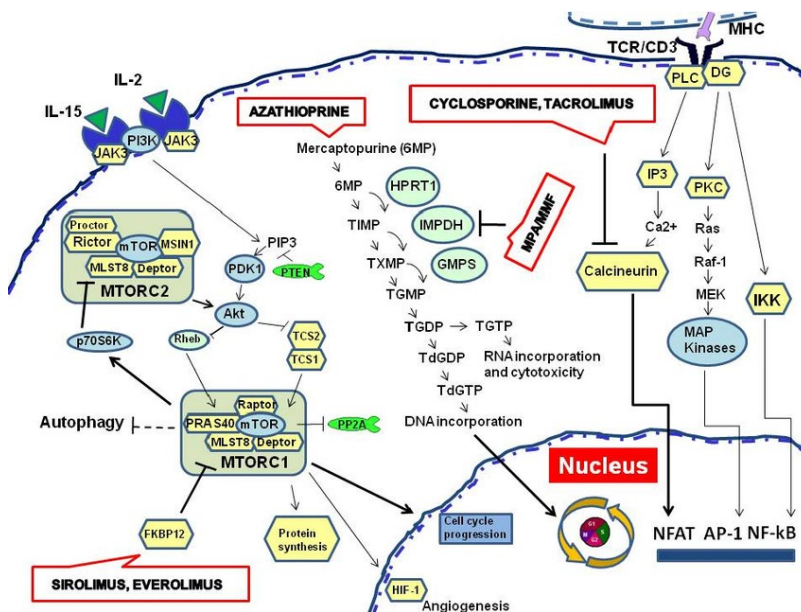 MHC
TCR/CD3
PLC
DG
IL-2
IL-15
JAK3
PI3K
JAK3
AZATHIOPRINE
CYCLOSPORINE, TACROLIMUS
Mercaptopurine (6MP)
6MP
HPRT1
TIMP
IMPDH
MPA/MMF
TXMP
GMPS
TGMP
TGDP
TGTP
TdGDP
RNA incorporation
and cytotoxicity
TdGTP
DNA incorporation
IP3
PKC
Ca2+
Ras
Calcineurin
Raf-1
MEK
IKK
MAP
Kinases
Proctor
Rictor
mTOR
MSIN1
MLST8
Deptor
MTORC2
PIP3
PDK1
PTEN
Akt
p70S6K
Rheb
TCS2
TCS1
Autophagy
Raptor
PRAS40
mTOR
PP2A
MLST8
Deptor
MTORC1
FKBP12
Protein
synthesis
SIROLIMUS, EVEROLIMUS
HIF-1
Angiogenesis
Cell cycle
progression
Nucleus
G1
S
G2
M
NFAT
AP-1
NF-kB